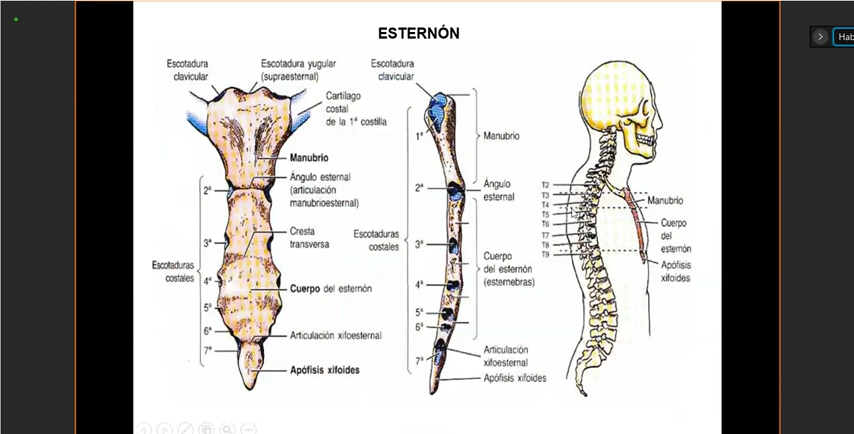 ESTERNÓN
Escotadura
clavicular
Escotadura yugular
(supraesternal)
Cartílago
costal
de la 1ª costilla
Manubrio
Ángulo esternal
(articulación
manubrioesternal)
2ª
Cresta
transversa
3ª
Escotaduras
costales
4ª
Cuerpo del esternón
5ª
6ª
Articulación xifoesternal
7ª
Apófisis xifoides
Escotadura
clavicular
1ª
Manubrio
2ª
Ángulo
esternal
Escotaduras
costales
3ª
Cuerpo
del esternón
(esternebras)
4ª
5ª
6ª
Articulación
xifoesternal
7ª
Apófisis xifoides
T2
T3
T4
T5
T6
T7
T8
T9
Manubrio
Cuerpo
del
esternón
Apófisis
xifoides
Hab